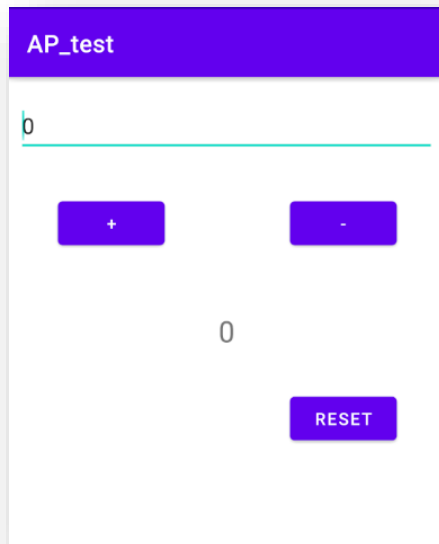 AP_test
0
+ -
0
RESET